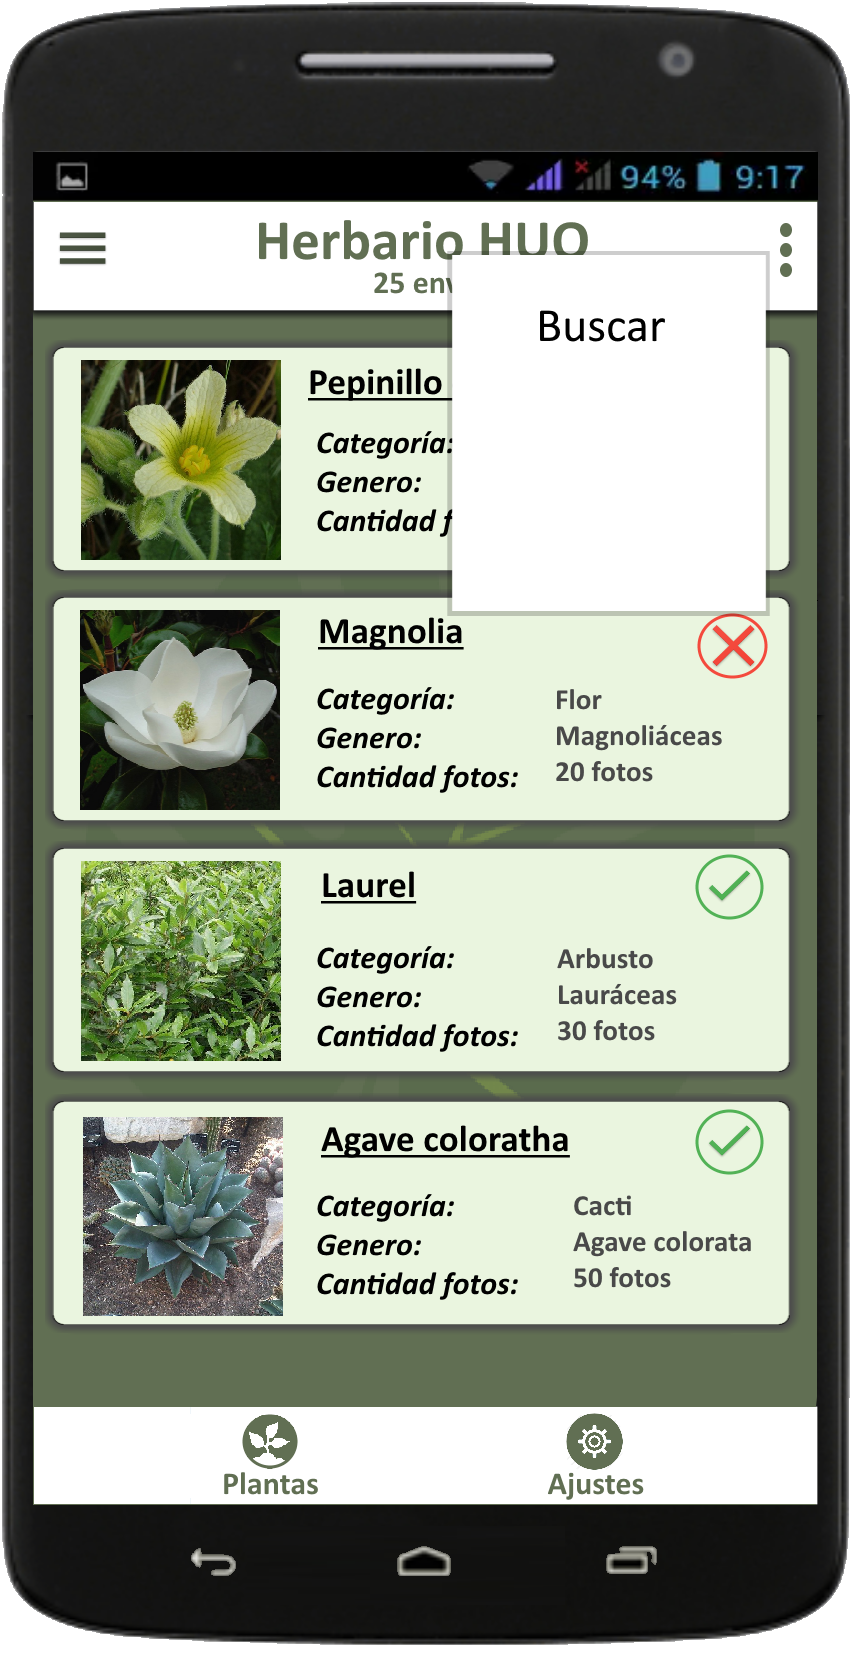 94% 9:17
Herbario HUO
25 env
Buscar
Pepinillo
Categoría:
Genero:
Cantidad f
Magnolia
Categoría: Flor
Genero: Magnoliáceas
Cantidad fotos: 20 fotos
Laurel
Categoría: Arbusto
Genero: Lauráceas
Cantidad fotos: 30 fotos
Agave coloratha
Categoría: Cacti
Genero: Agave colorata
Cantidad fotos: 50 fotos
Plantas Ajustes